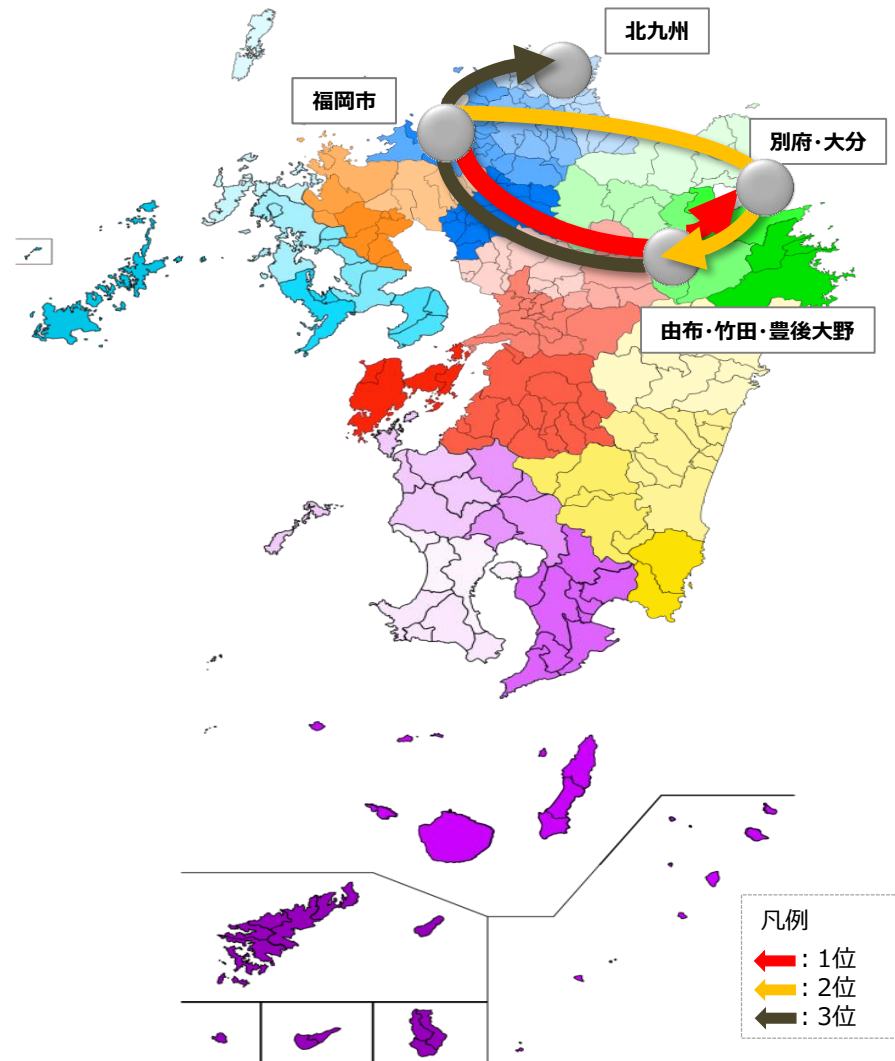 北九州
福岡市
別府・大分
由布・竹田・豊後大野
凡例
：1位
：2位
：3位